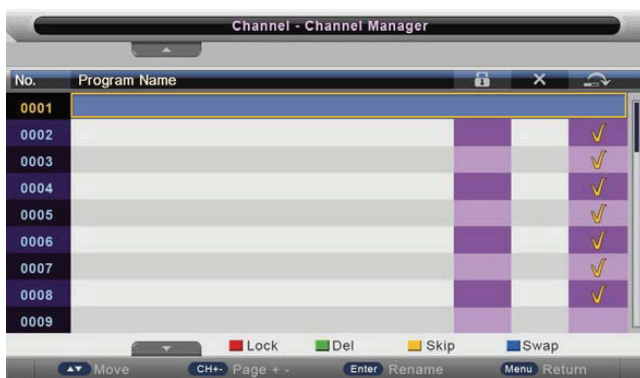 Channel - Channel Manager
No. Program Name
0001
0002
0003
0004
0005
0006
0007
0008
0009
Lock Del Skip Swap
Move CH+- Page + - Enter Rename Menu Return